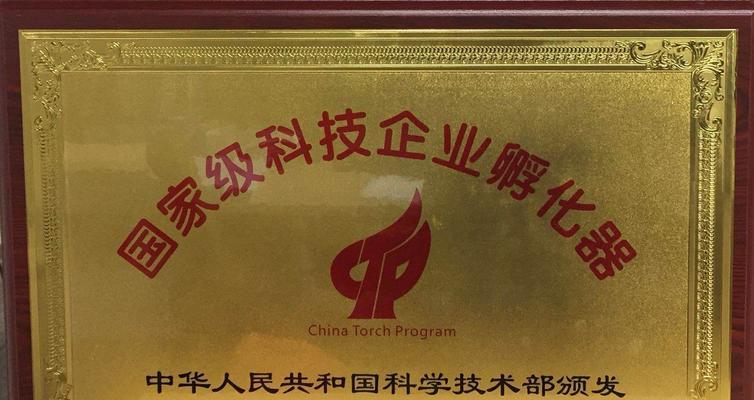 国家级科技企业孵化器
China Torch Program
中华人民共和国科学技术部颁发